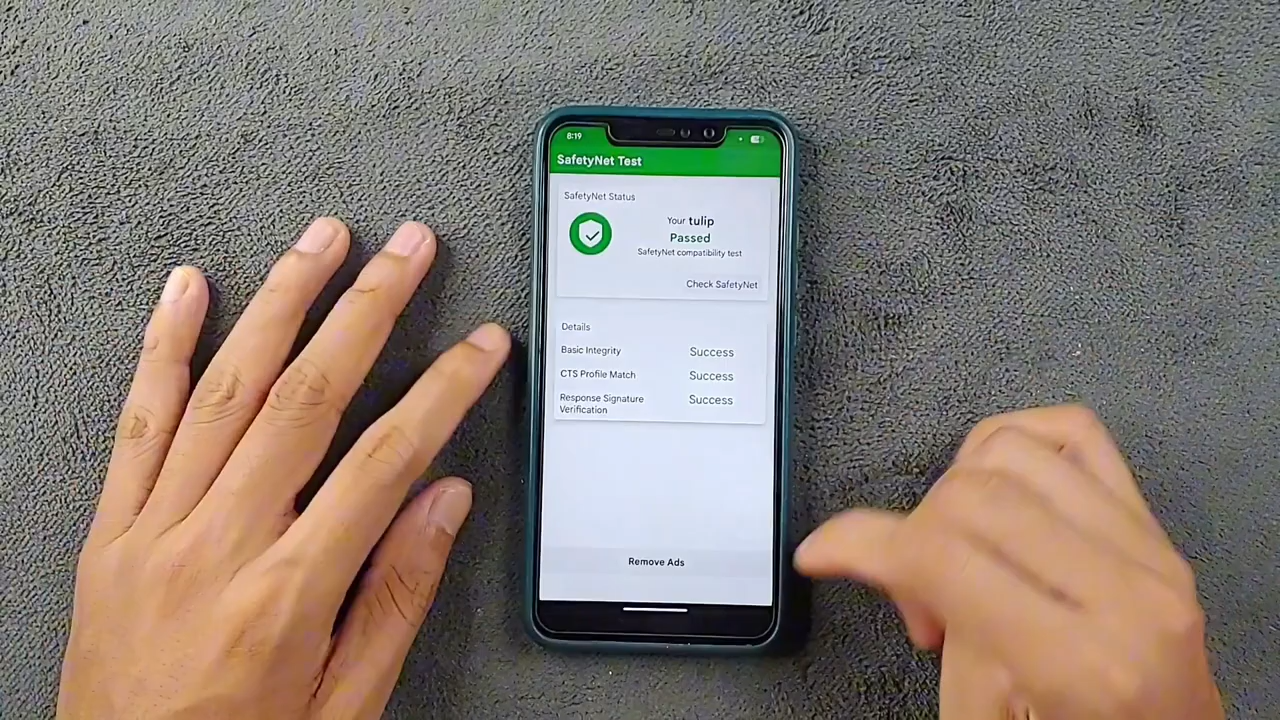 8:19
SafetyNet Test
SafetyNet Status
Your tulip
Passed
SafetyNet compatibility test
Check SafetyNet
Details
Basic Integrity Success
CTS Profile Match Success
Response Signature Verification Success
Remove Ads